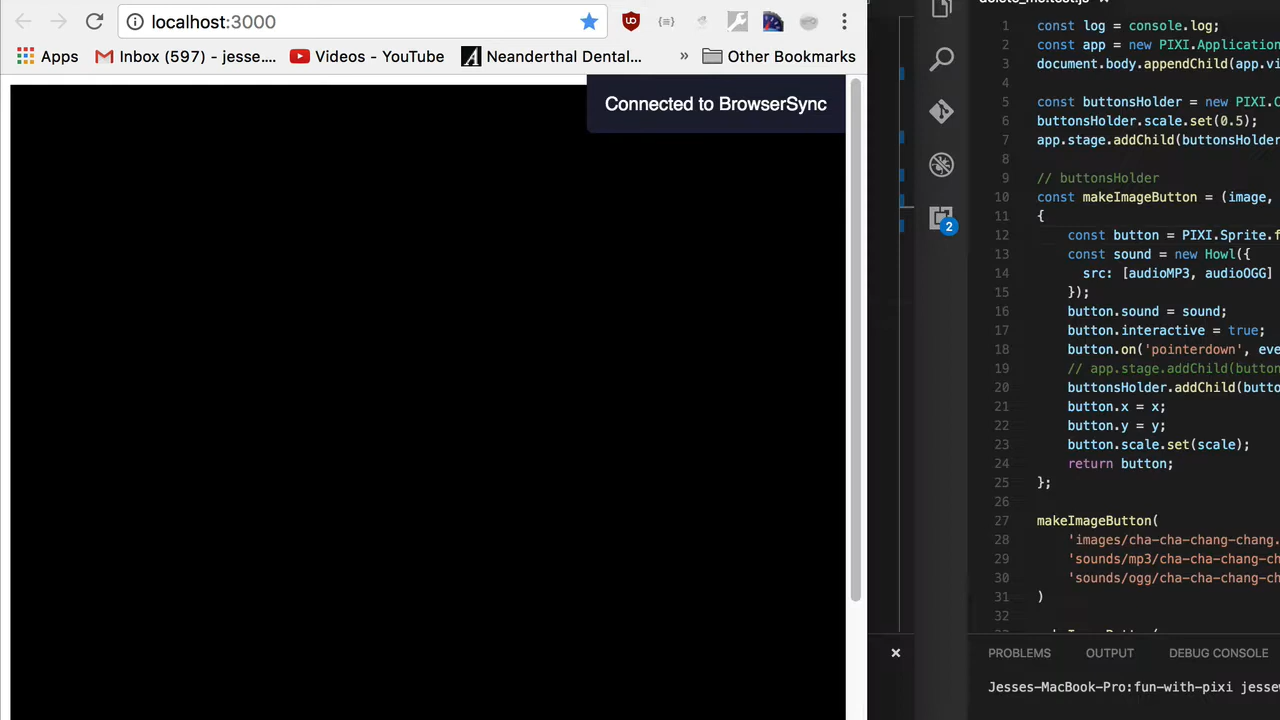 localhost:3000
Apps
Inbox (597) - jesse....
Videos - YouTube
Neanderthal Dental...
»
Other Bookmarks
Connected to BrowserSync
2
1 const log = console.log;
2 const app = new PIXI.Application
3 document.body.appendChild(app.vi
4
5 const buttonsHolder = new PIXI.C
6 buttonsHolder.scale.set(0.5);
7 app.stage.addChild(buttonsHolder
8
9 // buttonsHolder
10 const makeImageButton = (image,
11 {
12 const button = PIXI.Sprite.f
13 const sound = new Howl({
14 src: [audioMP3, audioOGG]
15 });
16 button.sound = sound;
17 button.interactive = true;
18 button.on('pointerdown', eve
19 // app.stage.addChild(button
20 buttonsHolder.addChild(butto
21 button.x = x;
22 button.y = y;
23 button.scale.set(scale);
24 return button;
25 };
26
27 makeImageButton(
28 'images/cha-cha-chang-chang.
29 'sounds/mp3/cha-cha-chang-ch
30 'sounds/ogg/cha-cha-chang-ch
31 )
32
PROBLEMS OUTPUT DEBUG CONSOLE
Jesses-MacBook-Pro:fun-with-pixi jessew